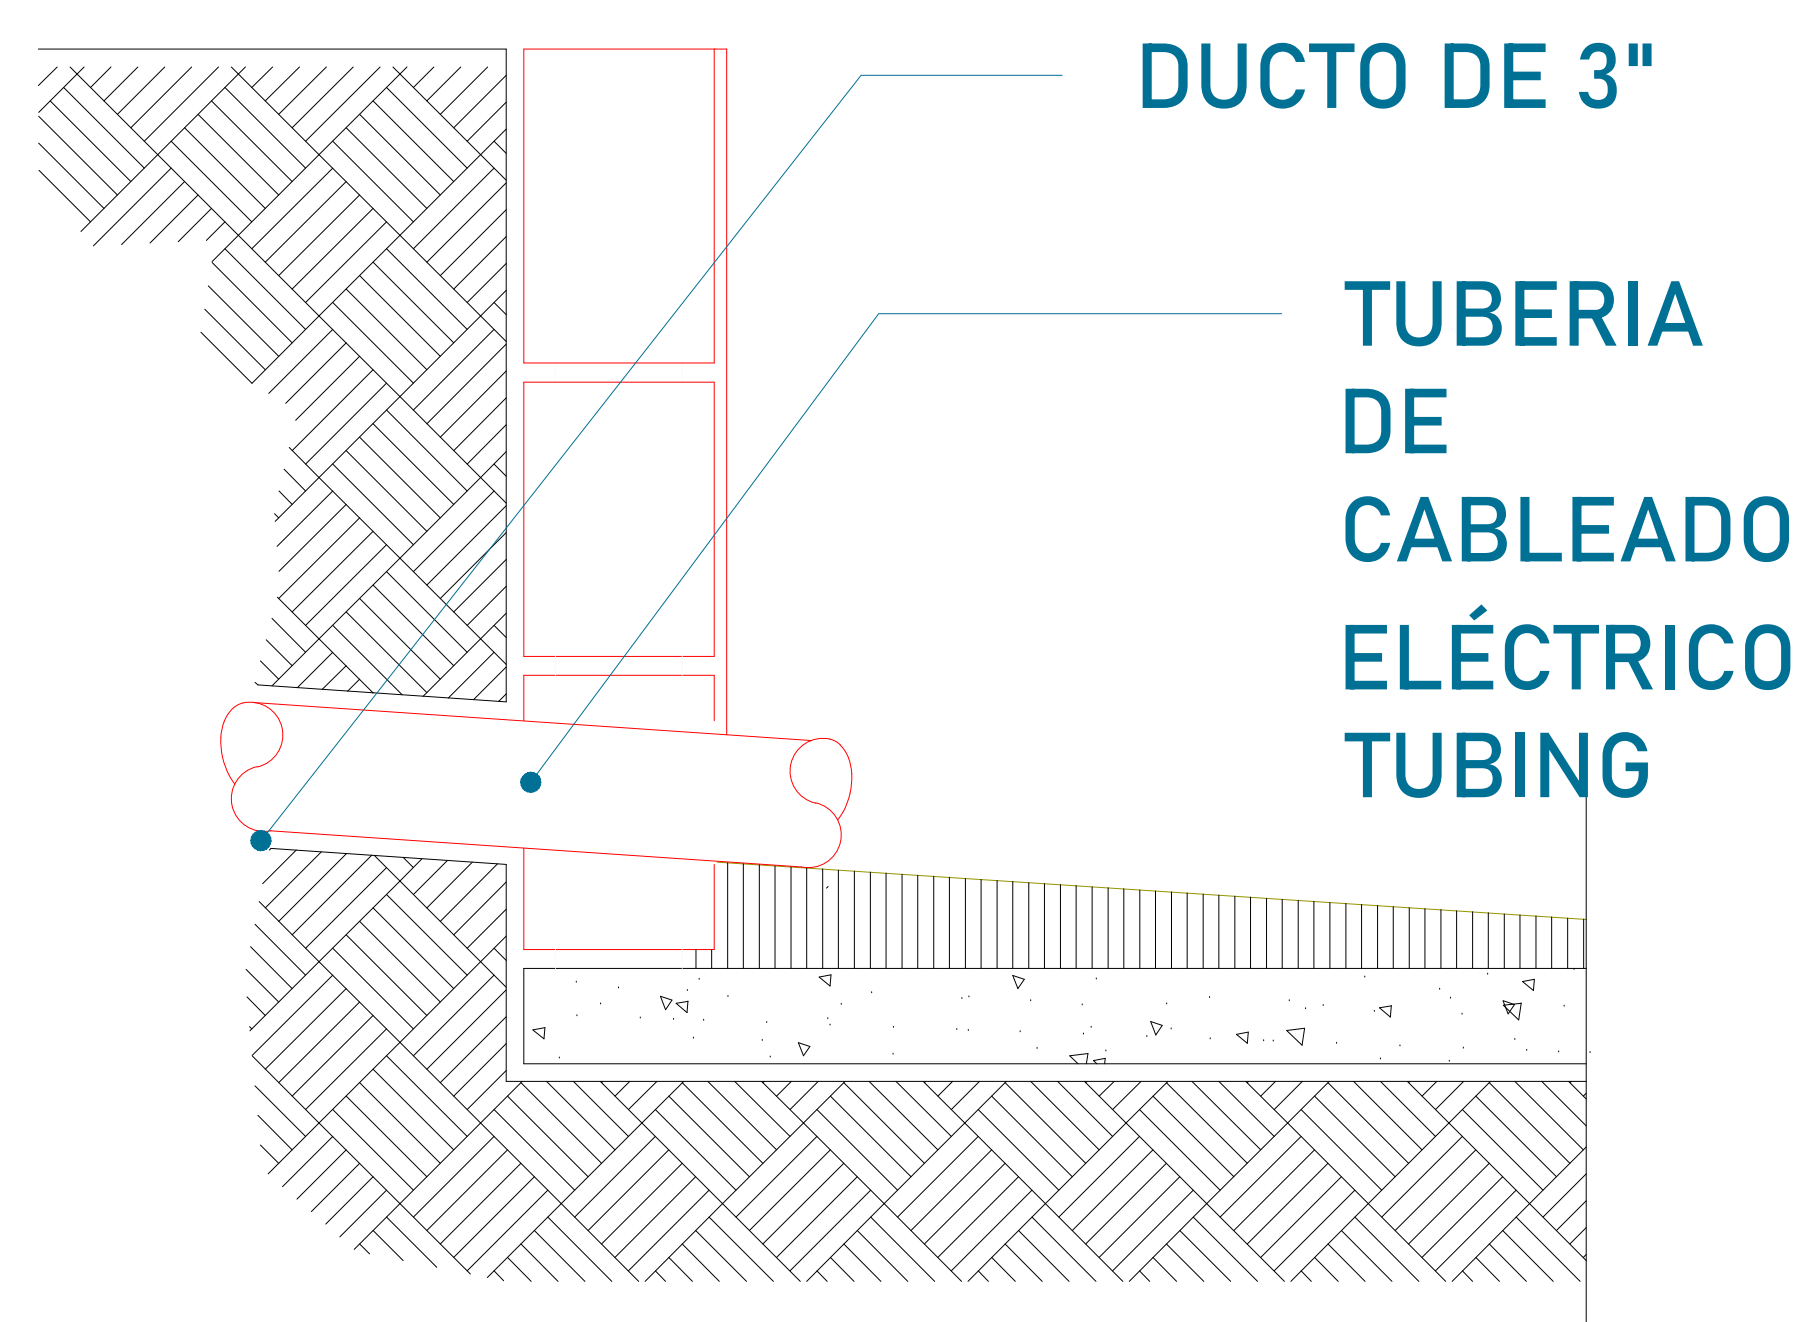 DUCTO DE 3"
TUBERIA
DE
CABLEADO
ELÉCTRICO
TUBING